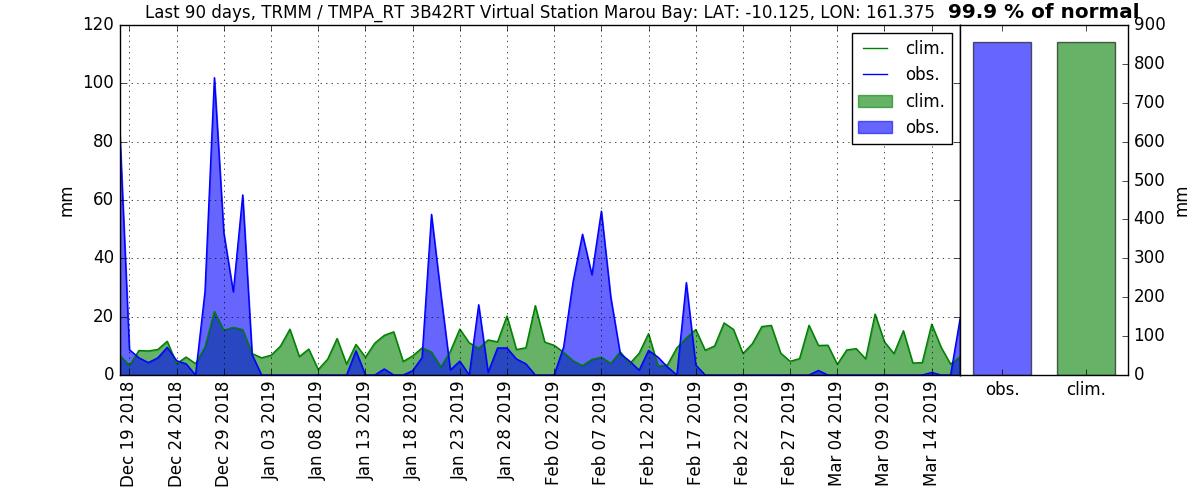 Last 90 days, TRMM / TMPA_RT 3B42RT Virtual Station Marou Bay: LAT: -10.125, LON: 161.375 99.9 % of normal
120
100
80
60
40
20
0
mm
clim.
obs.
clim.
obs.
900
800
700
600
500
400
300
200
100
0
mm
Dec 19 2018
Dec 24 2018
Dec 29 2018
Jan 03 2019
Jan 08 2019
Jan 13 2019
Jan 18 2019
Jan 23 2019
Jan 28 2019
Feb 02 2019
Feb 07 2019
Feb 12 2019
Feb 17 2019
Feb 22 2019
Feb 27 2019
Mar 04 2019
Mar 09 2019
Mar 14 2019
obs.
clim.